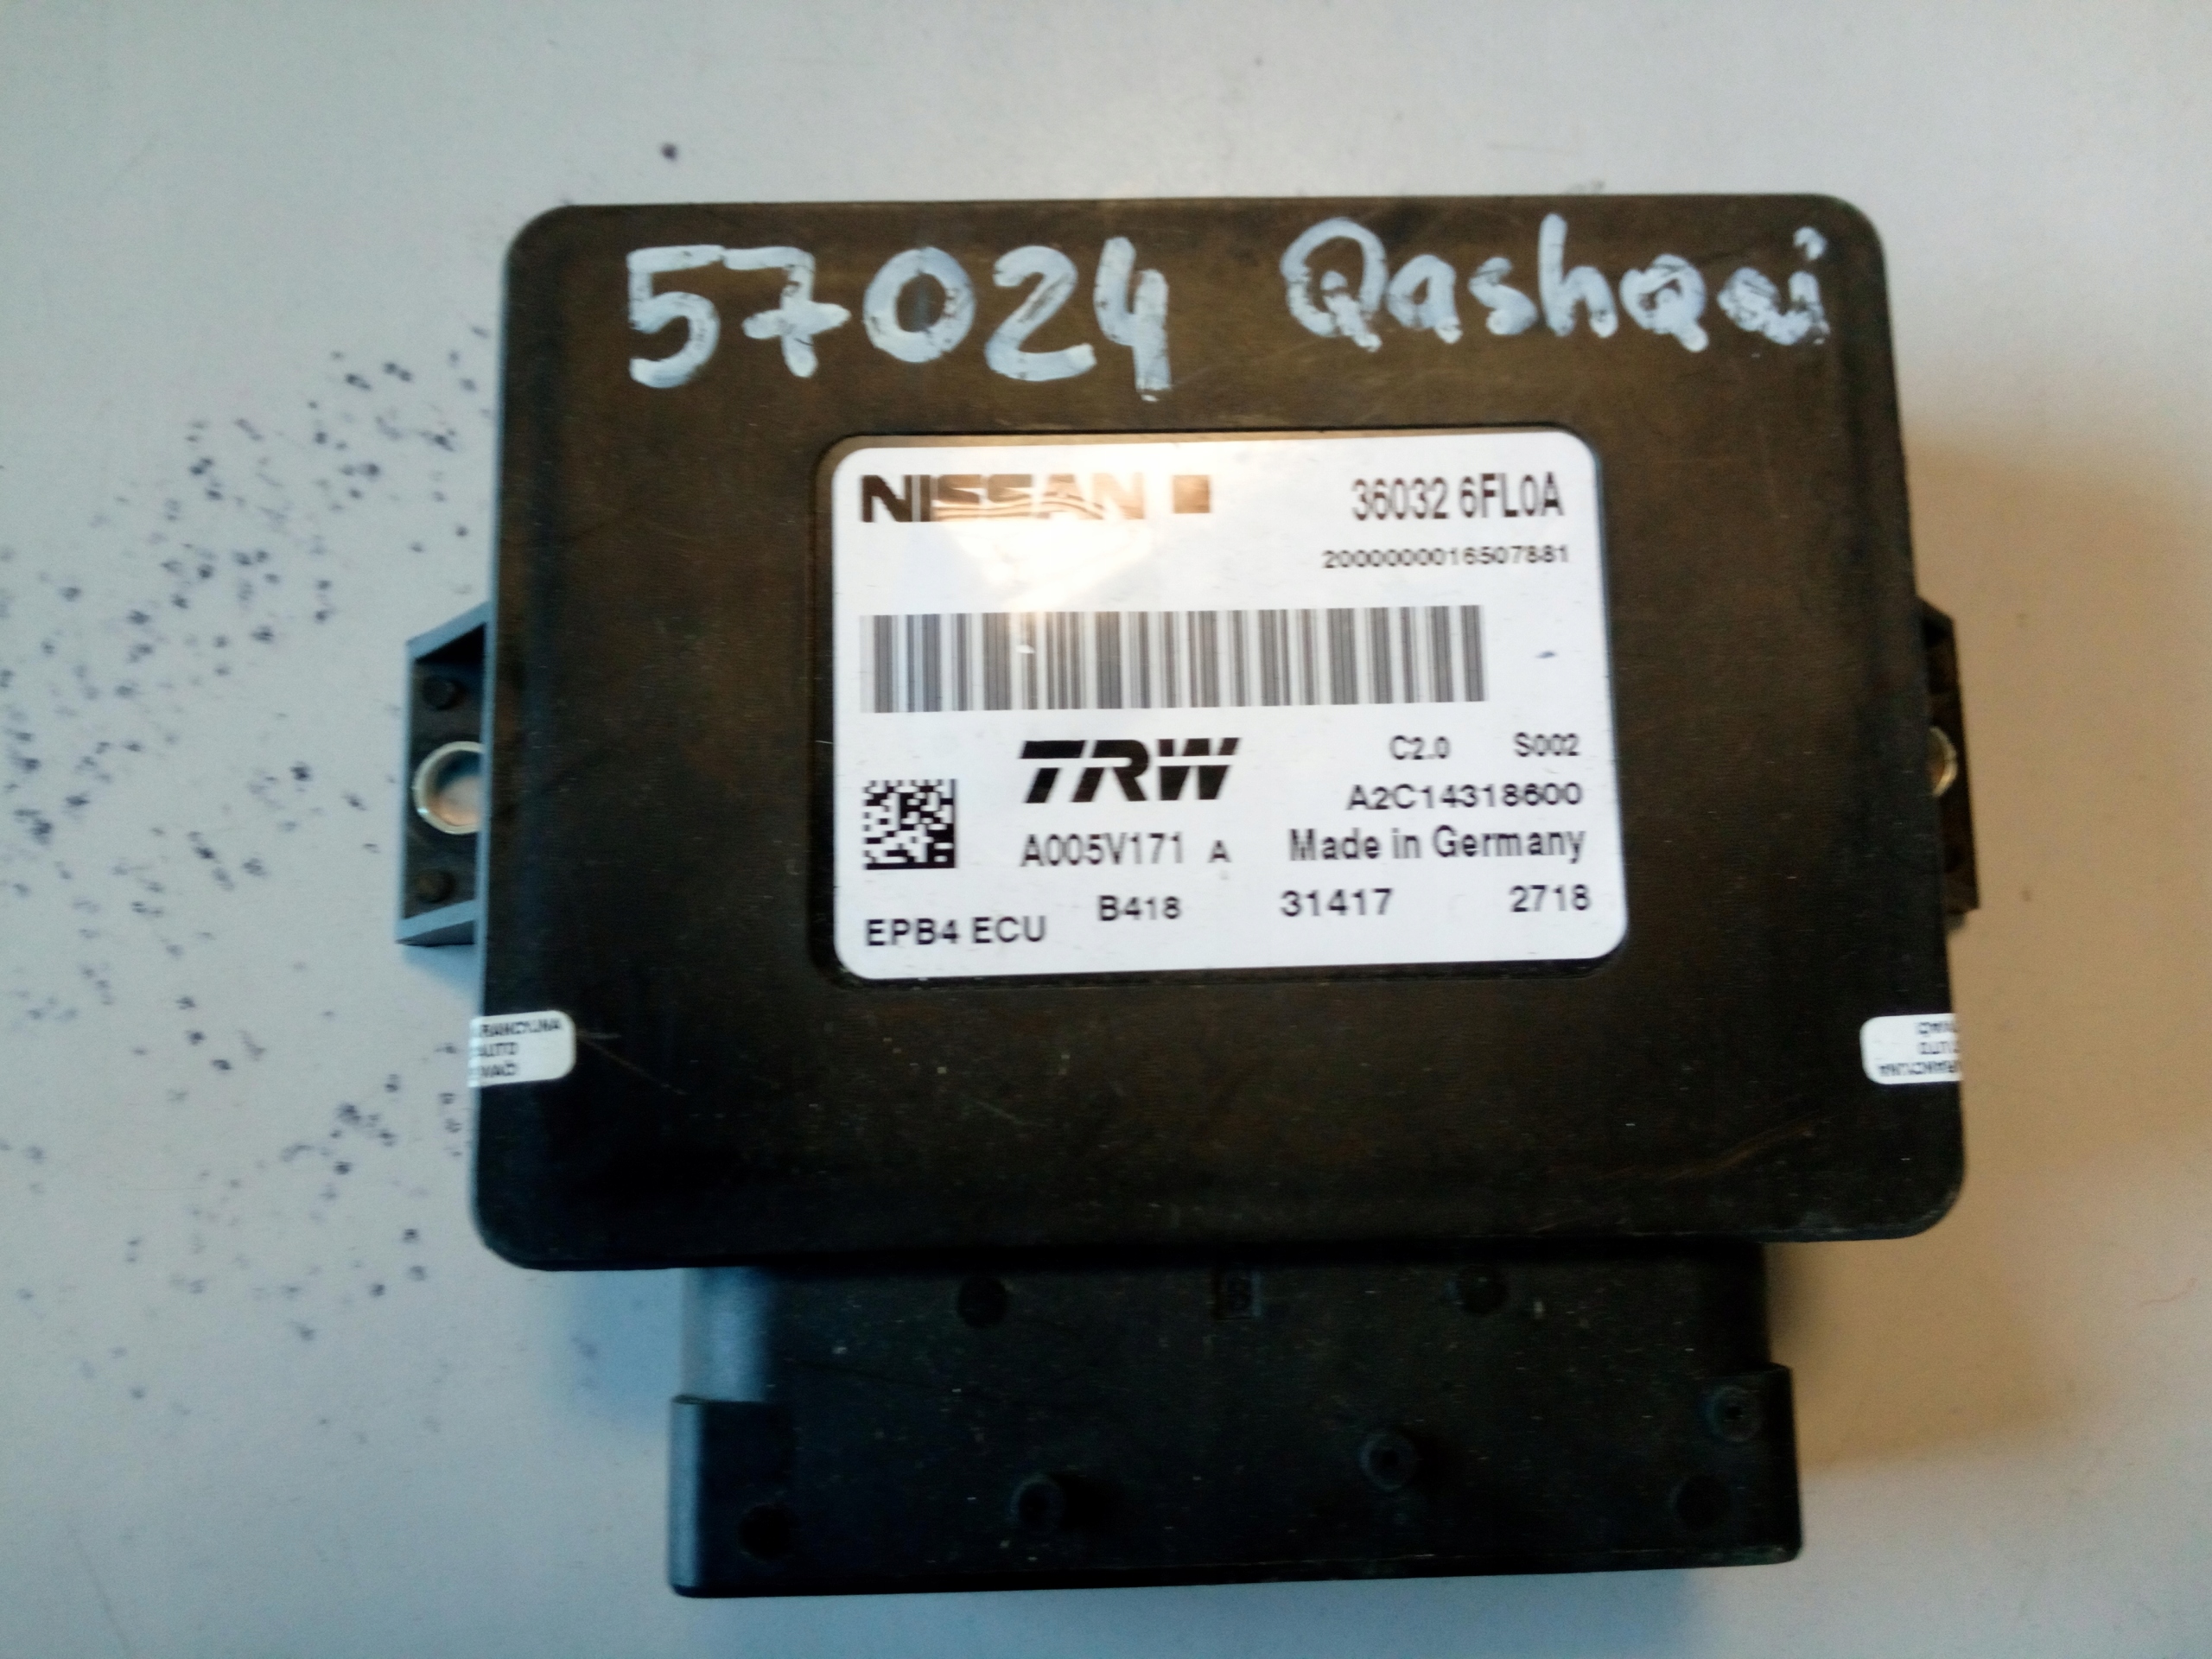 57024 Qashqai
NISSAN 36032 6FL0A
2000000016507881
TRW C2.0 S002
A2C14318600
A005V171 A Made in Germany
EPB4 ECU B418 31417 2718
AUTO